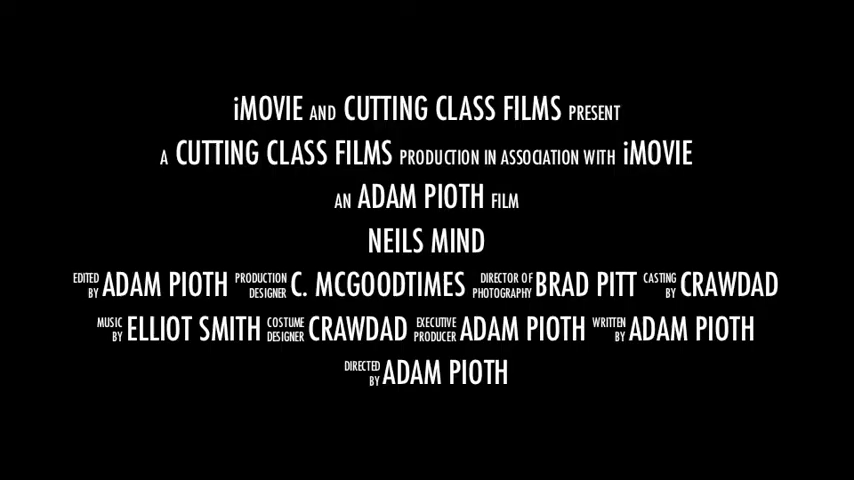 iMOVIE AND CUTTING CLASS FILMS PRESENT
A CUTTING CLASS FILMS PRODUCTION IN ASSOCIATION WITH iMOVIE
AN ADAM PIOTH FILM
NEILS MIND
EDITED BY ADAM PIOTH PRODUCTION DESIGNER C. MCGOODTIMES DIRECTOR OF PHOTOGRAPHY BRAD PITT CASTING BY CRAWDAD
MUSIC BY ELLIOT SMITH COSTUME DESIGNER CRAWDAD EXECUTIVE PRODUCER ADAM PIOTH WRITTEN BY ADAM PIOTH
DIRECTED BY ADAM PIOTH